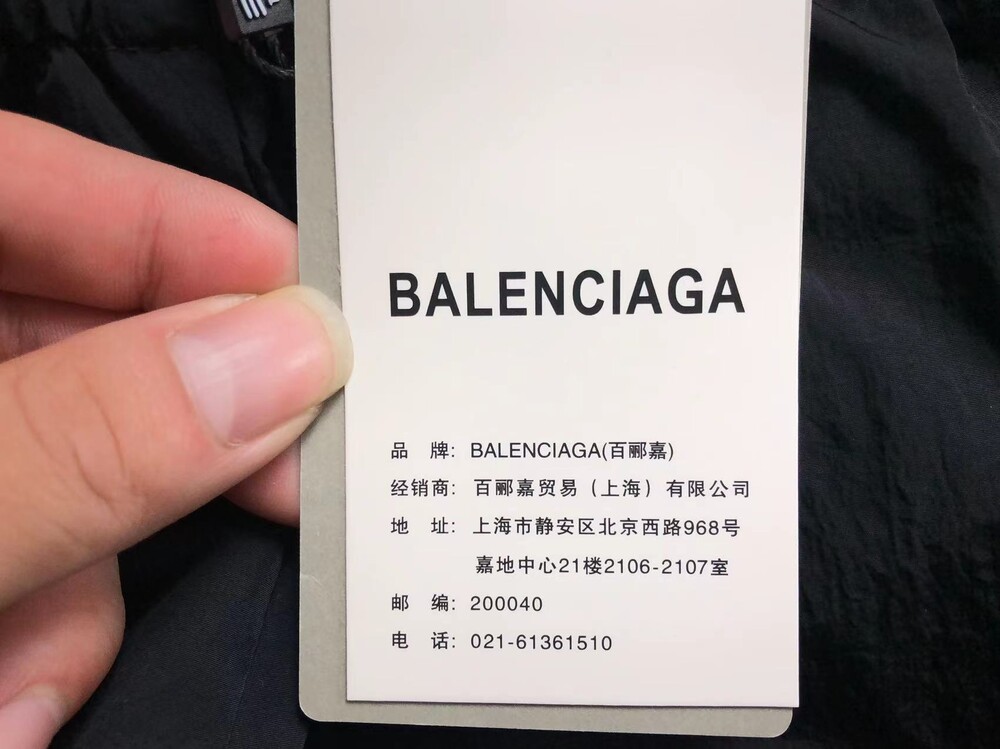 BALENCIAGA
品 牌: BALENCIAGA(百郦嘉)
经销商: 百郦嘉贸易(上海)有限公司
地 址: 上海市静安区北京西路968号
嘉地中心21楼2106-2107室
邮 编: 200040
电 话: 021-61361510